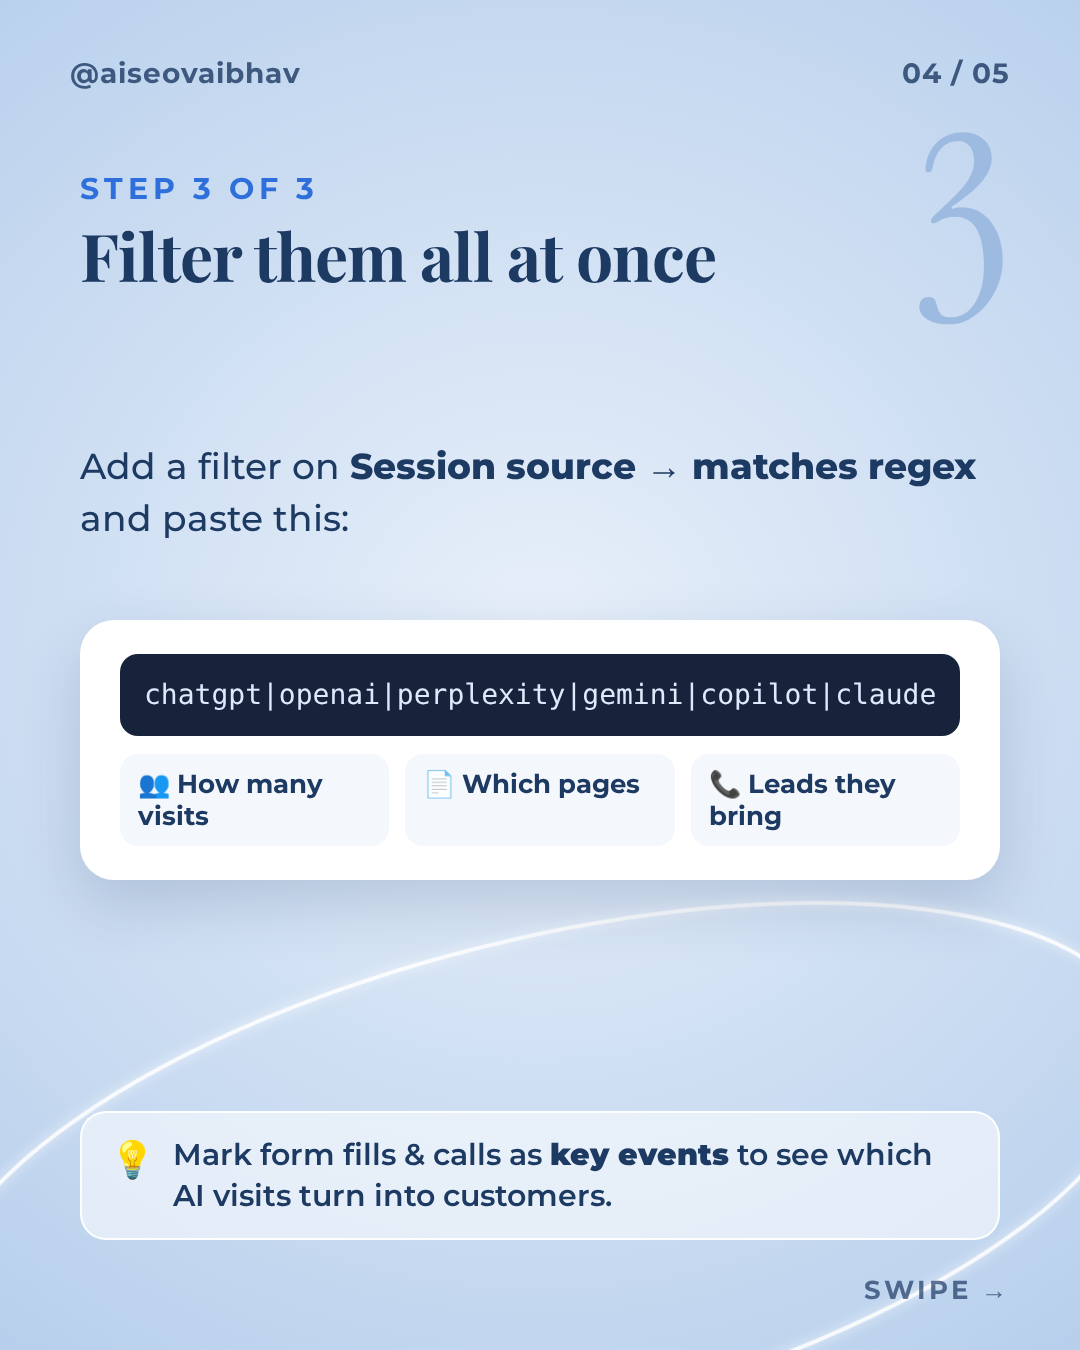 @aiseovaibhav
04 / 05
3
STEP 3 OF 3
Filter them all at once
Add a filter on Session source → matches regex
and paste this:
chatgpt|openai|perplexity|gemini|copilot|claude
👥 How many
visits
📄 Which pages
📞 Leads they
bring
💡 Mark form fills & calls as key events to see which
AI visits turn into customers.
SWIPE →